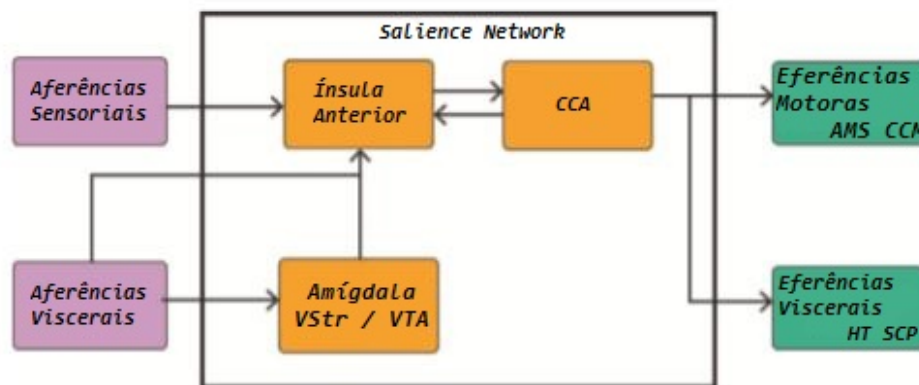 Salience Network
Aferências
Sensoriais
Ínsula
Anterior
CCA
Eferências
Motoras
AMS CCM
Aferências
Viscerais
Amígdala
VStr / VTA
Eferências
Viscerais
HT SCP